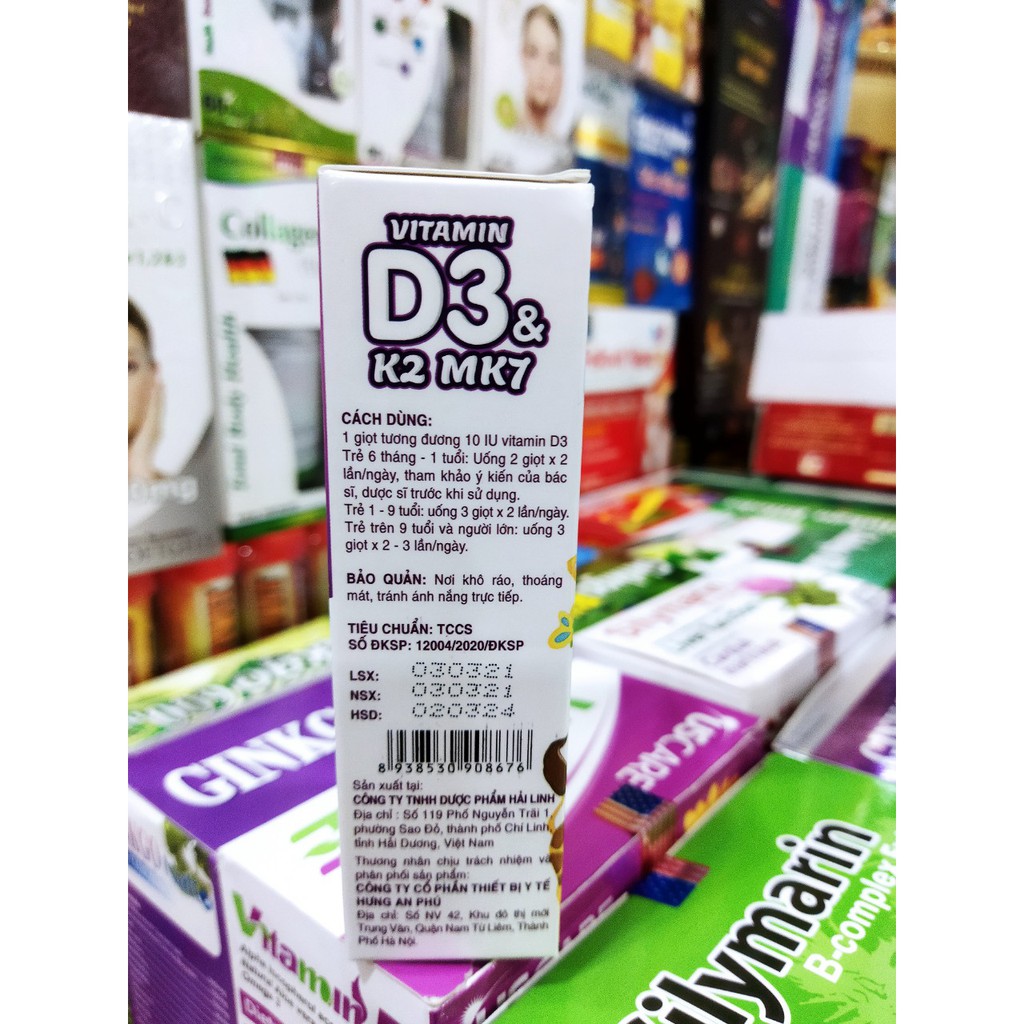 VITAMIN
D3 &
K2 MK7
CÁCH DÙNG:
1 giọt tương đương 10 IU vitamin D3
Trẻ 6 tháng - 1 tuổi: Uống 2 giọt x 2
lần/ngày, tham khảo ý kiến của bác
sĩ, dược sĩ trước khi sử dụng.
Trẻ 1 - 9 tuổi: uống 3 giọt x 2 lần/ngày.
Trẻ trên 9 tuổi và người lớn: uống 3
giọt x 2 - 3 lần/ngày.
BẢO QUẢN: Nơi khô ráo, thoáng
mát, tránh ánh nắng trực tiếp.
TIÊU CHUẨN: TCCS
SỐ ĐKSP: 12004/2020/ĐKSP
LSX: 030321
NSX: 030321
HSD: 020324
8 938530 908676
Sản xuất tại:
CÔNG TY TNHH DƯỢC PHẨM HẢI LINH
Địa chỉ : Số 119 Phố Nguyễn Trãi 1,
phường Sao Đỏ, thành phố Chí Linh,
tỉnh Hải Dương, Việt Nam
Thương nhân chịu trách nhiệm và
phân phối sản phẩm:
CÔNG TY CỔ PHẦN THIẾT BỊ Y TẾ
HƯNG AN PHÚ
Địa chỉ: Số NV 42, Khu đô thị mới
Trung Văn, Quận Nam Từ Liêm, Thành
Phố Hà Nội.
Collage
Total Body Health
GINKO
Vitamin
USCARE
Silymarin
B-complex